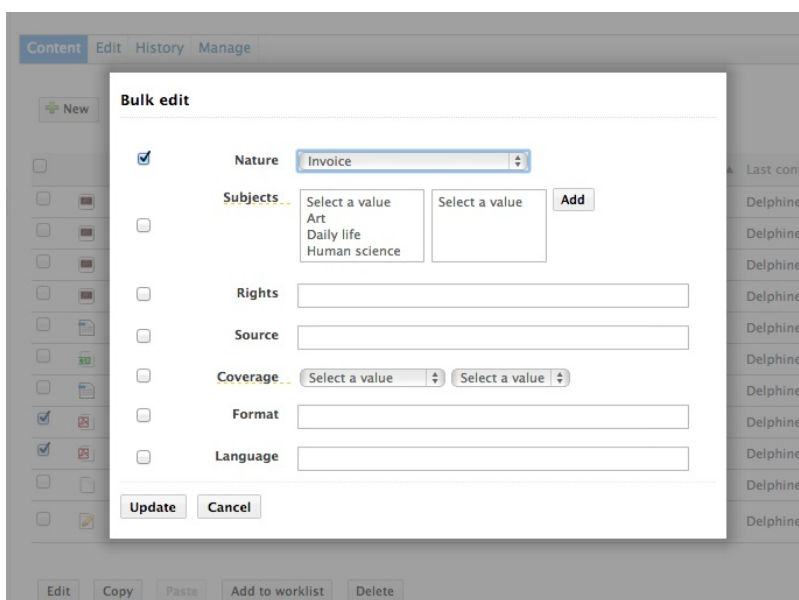 Content Edit History Manage
New
Bulk edit
Nature Invoice
Subjects Select a value Select a value Add
Art
Daily life
Human science
Rights
Source
Coverage Select a value Select a value
Format
Language
Update Cancel
Last con
Delphine
Delphine
Delphine
Delphine
Delphine
Delphine
Delphine
Delphine
Delphine
Delphine
Delphine
Edit Copy Paste Add to worklist Delete